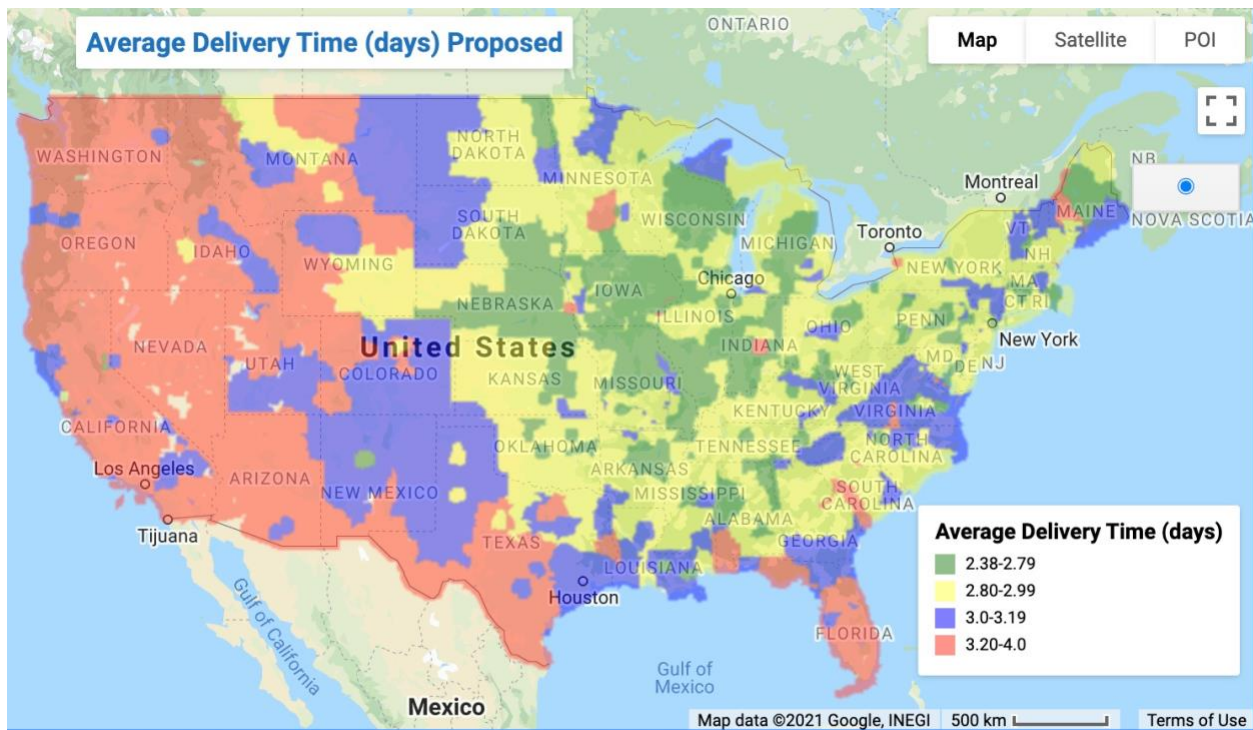 Average Delivery Time (days) Proposed
ONTARIO
Map
Satellite
POI
WASHINGTON
MONTANA
NORTH
DAKOTA
MINNESOTA
Montreal
NB
NOVA SCOTIA
MAINE
VT
OREGON
IDAHO
WYOMING
SOUTH
DAKOTA
WISCONSIN
MICHIGAN
Toronto
NH
NEW YORK
MA
CT RI
Chicago
NEBRASKA
IOWA
ILLINOIS
INDIANA
OHIO
PENN
New York
NEVADA
UTAH
COLORADO
United States
KANSAS
MISSOURI
WEST
VIRGINIA
MD
DE
NJ
KENTUCKY
VIRGINIA
CALIFORNIA
Los Angeles
ARIZONA
NEW MEXICO
OKLAHOMA
ARKANSAS
TENNESSEE
NORTH
CAROLINA
MISSISSIPPI
SOUTH
CAROLINA
ALABAMA
GEORGIA
Tijuana
TEXAS
LOUISIANA
Houston
FLORIDA
Gulf of California
Gulf of
Mexico
Mexico
Average Delivery Time (days)
2.38-2.79
2.80-2.99
3.0-3.19
3.20-4.0
Map data ©2021 Google, INEGI
500 km
Terms of Use